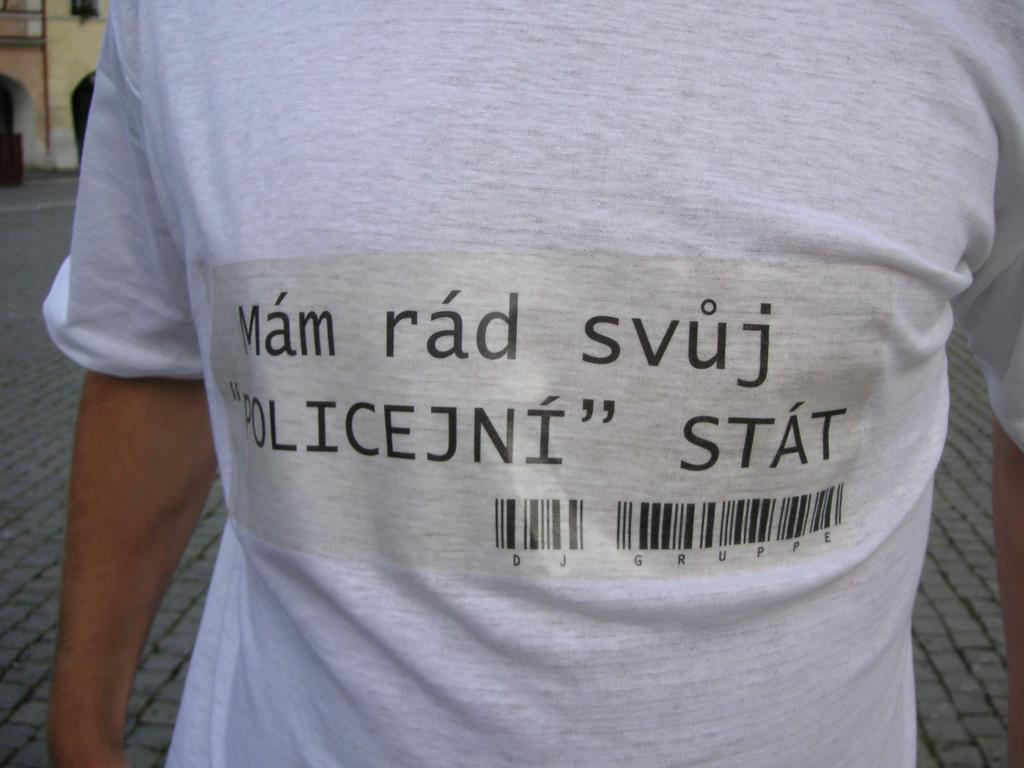 Mám rád svůj
“POLICEJNÍ” STÁT
DJ GRUPPE